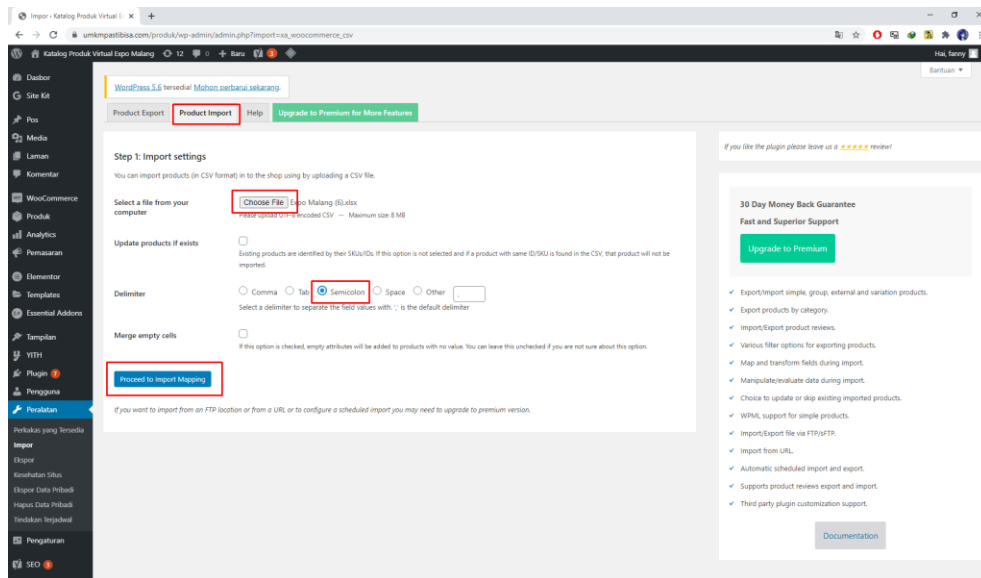 Impor ‹ Katalog Produk Virtual E
umkmpastibisa.com/produk/wp-admin/admin.php?import=xa_woocommerce_csv
Katalog Produk Virtual Expo Malang 12 0 + Baru 3
Hai, fanny
Bantuan ▼
Dasbor
Site Kit
Pos
Media
Laman
Komentar
WooCommerce
Produk
Analytics
Pemasaran
Elementor
Templates
Essential Addons
Tampilan
YITH
Plugin 7
Pengguna
Peralatan
Perkakas yang Tersedia
Impor
Ekspor
Kesehatan Situs
Ekspor Data Pribadi
Hapus Data Pribadi
Tindakan Terjadwal
Pengaturan
SEO 3
WordPress 5.6 tersedia! Mohon perbarui sekarang.
Product Export Product Import Help Upgrade to Premium for More Features
Step 1: Import settings
You can import products (in CSV format) in to the shop using by uploading a CSV file.
Select a file from your
computer
Choose File Expo Malang (6).xlsx
Please upload UTF-8 encoded CSV — Maximum size: 8 MB
Update products if exists
Existing products are identified by their SKUs/IDs. If this option is not selected and if a product with same ID/SKU is found in the CSV, that product will not be
imported.
Delimiter
Comma Tab Semicolon Space Other
Select a delimiter to separate the field values with. ',' is the default delimiter
Merge empty cells
If this option is checked, empty attributes will be added to products with no value. You can leave this unchecked if you are not sure about this option.
Proceed to Import Mapping
If you want to import from an FTP location or from a URL or to configure a scheduled import you may need to upgrade to premium version.
If you like the plugin please leave us a ★★★★★ review!
30 Day Money Back Guarantee
Fast and Superior Support
Upgrade to Premium
✔ Export/Import simple, group, external and variation products.
✔ Export products by category.
✔ Import/Export product reviews.
✔ Various filter options for exporting products.
✔ Map and transform fields during import.
✔ Manipulate/evaluate data during import.
✔ Choice to update or skip existing imported products.
✔ WPML support for simple products.
✔ Import/Export file via FTP/sFTP.
✔ Import from URL.
✔ Automatic scheduled import and export.
✔ Supports product reviews export and import.
✔ Third party plugin customization support.
Documentation